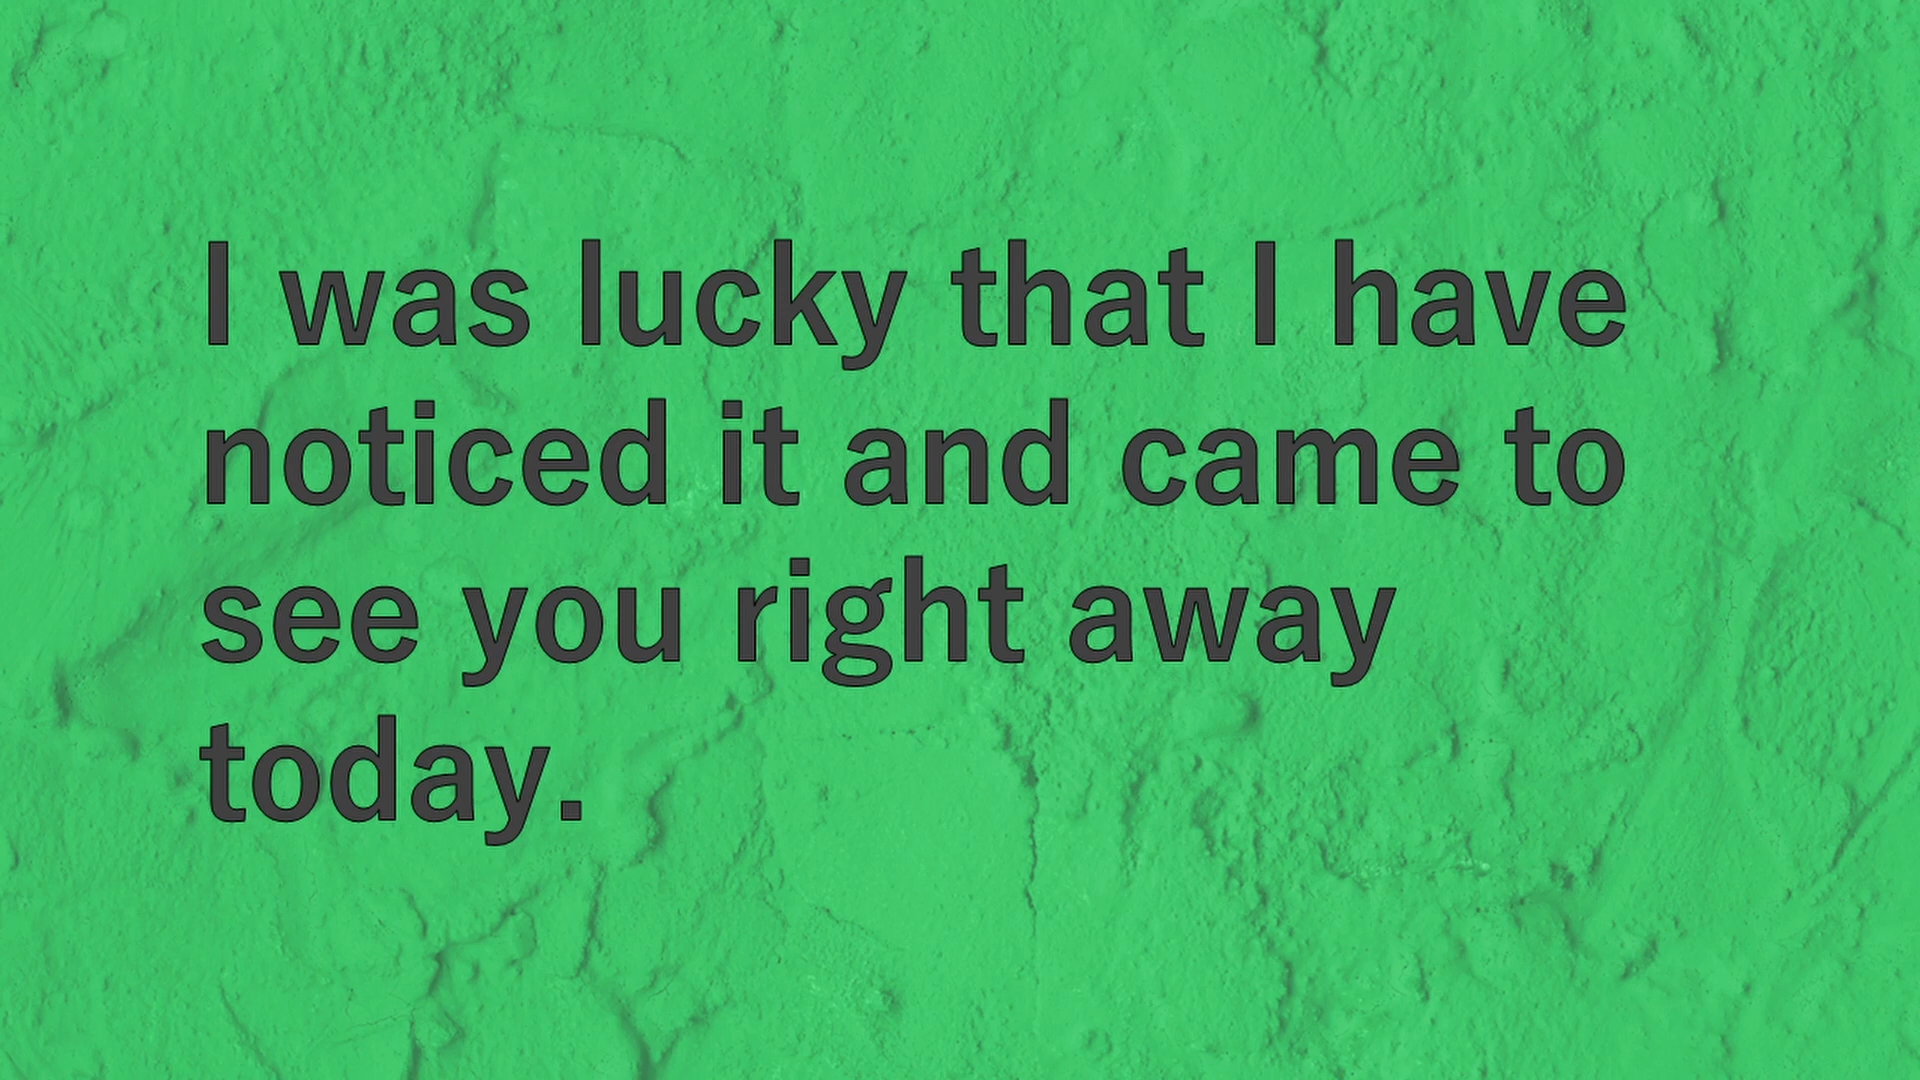 I was lucky that I have
noticed it and came to
see you right away
today.